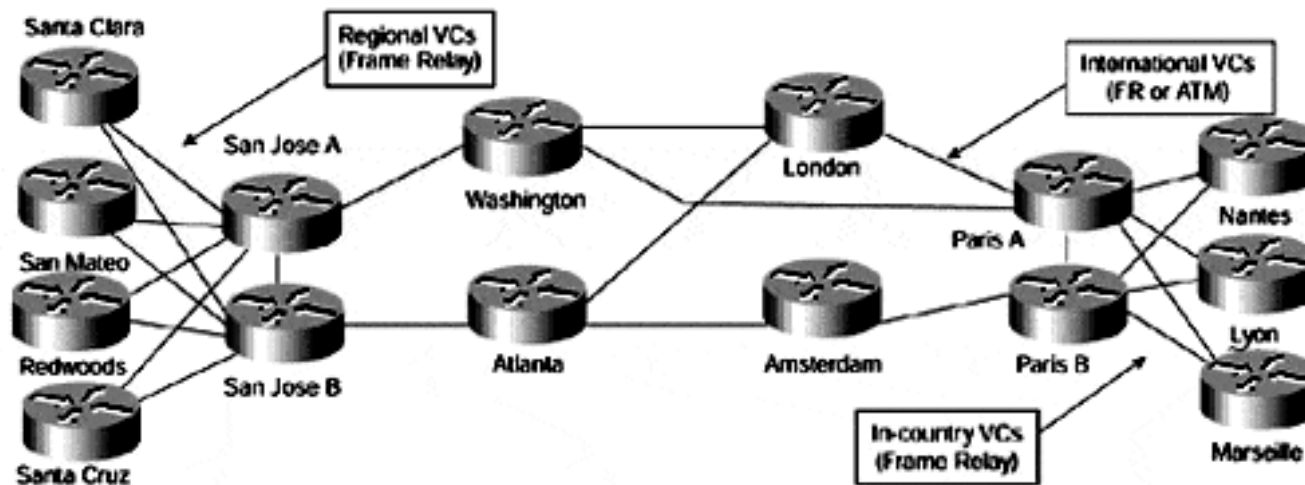 Santa Clara
Regional VCs
(Frame Relay)
International VCs
(FR or ATM)
San Jose A
London
Washington
Nantes
Paris A
San Mateo
Redwoods
San Jose B
Atlanta
Amsterdam
Paris B
Lyon
In-country VCs
(Frame Relay)
Marseille
Santa Cruz